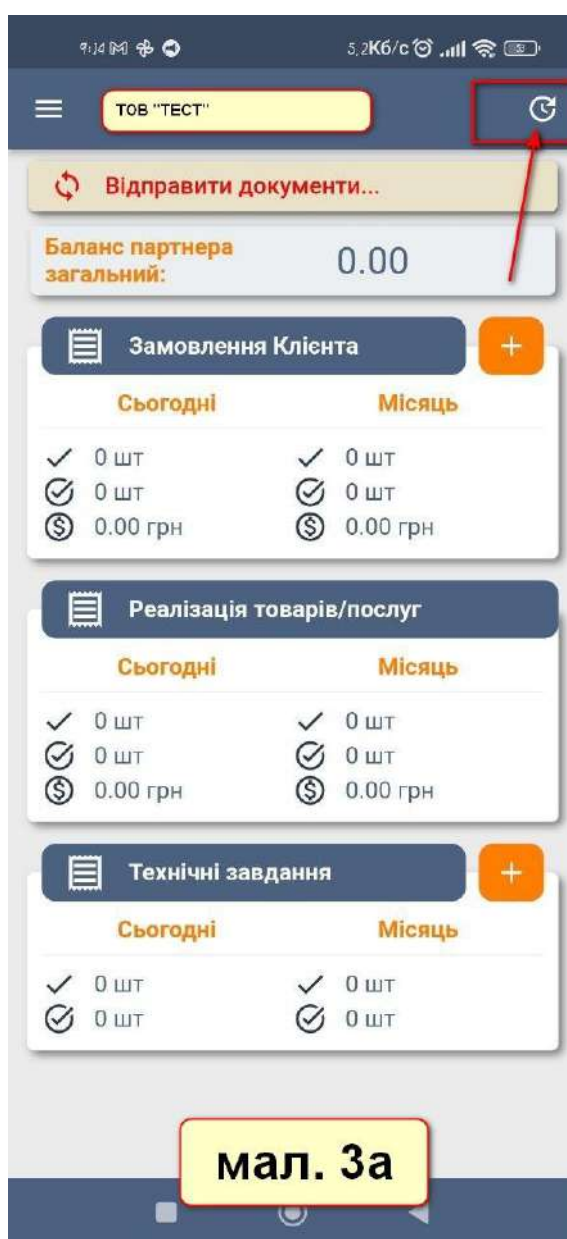 9:14
5,2Кб/с
ТОВ "ТЕСТ"
Відправити документи...
Баланс партнера
загальний:
0.00
Замовлення Клієнта
+
Сьогодні Місяць
0 шт 0 шт
0 шт 0 шт
0.00 грн 0.00 грн
Реалізація товарів/послуг
Сьогодні Місяць
0 шт 0 шт
0 шт 0 шт
0.00 грн 0.00 грн
Технічні завдання
+
Сьогодні Місяць
0 шт 0 шт
0 шт 0 шт
мал. 3а